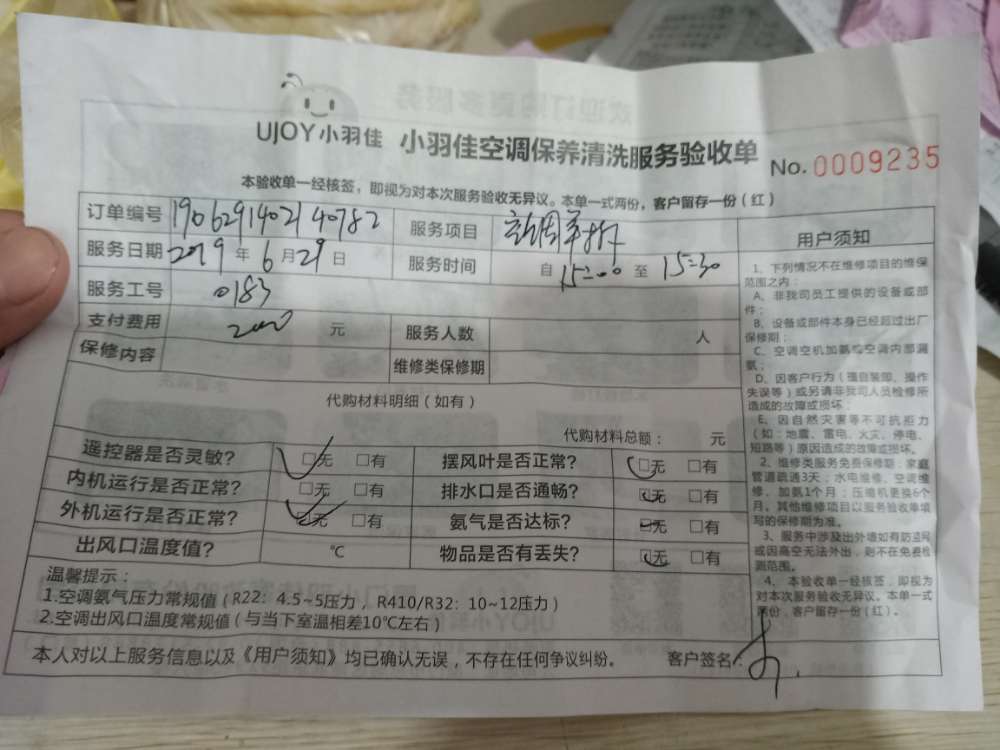 UJOY小羽佳 小羽佳空调保养清洗服务验收单 No.0009235
本验收单一经核签，即视为对本次服务验收无异议。本单一式两份，客户留存一份（红）
订单编号 190629140214 40782 服务项目
服务日期 2019 年 6 月 29 日 服务时间 自 15:00 至 15:30
服务工号 0183
支付费用 200 元 服务人数 人
保修内容 维修类保修期
代购材料明细（如有）
代购材料总额： 元
遥控器是否灵敏？ □无 □有 摆风叶是否正常？ □无 □有
内机运行是否正常？ □无 □有 排水口是否通畅？ □无 □有
外机运行是否正常？ □无 □有 氨气是否达标？ □无 □有
出风口温度值？ ℃ 物品是否有丢失？ □无 □有
温馨提示：
1.空调氨气压力常规值（R22：4.5~5压力，R410/R32：10~12压力）
2.空调出风口温度常规值（与当下室温相差10℃左右）
本人对以上服务信息以及《用户须知》均已确认无误，不存在任何争议纠纷。 客户签名：
用户须知
1、下列情况不在维修项目的维保
范围之内：
A、非我司员工提供的设备或部
件；
B、设备或部件本身已经超过出厂
保修期；
C、空调空机加氨或空调内部漏
氨；
D、因客户行为（擅自装卸、操作
失误等）或另请非我司人员检修所
造成的故障或损坏；
E、因自然灾害等不可抗拒力
（如：地震、雷电、火灾、停电、
短路等）原因造成的故障或损坏。
2、维修类服务免费保修期：家庭
管道疏通3天；水电维修、空调维
修、加氨1个月；压缩机更换6个
月。其他维修项目以服务验收单填
写的保修期为准。
3、服务中涉及出外墙如有防盗网
或因高空无法外出，则不在免费检
测范围。
4、本验收单一经核签，即视为
对本次服务验收无异议。本单一式
两份，客户留存一份（红）。